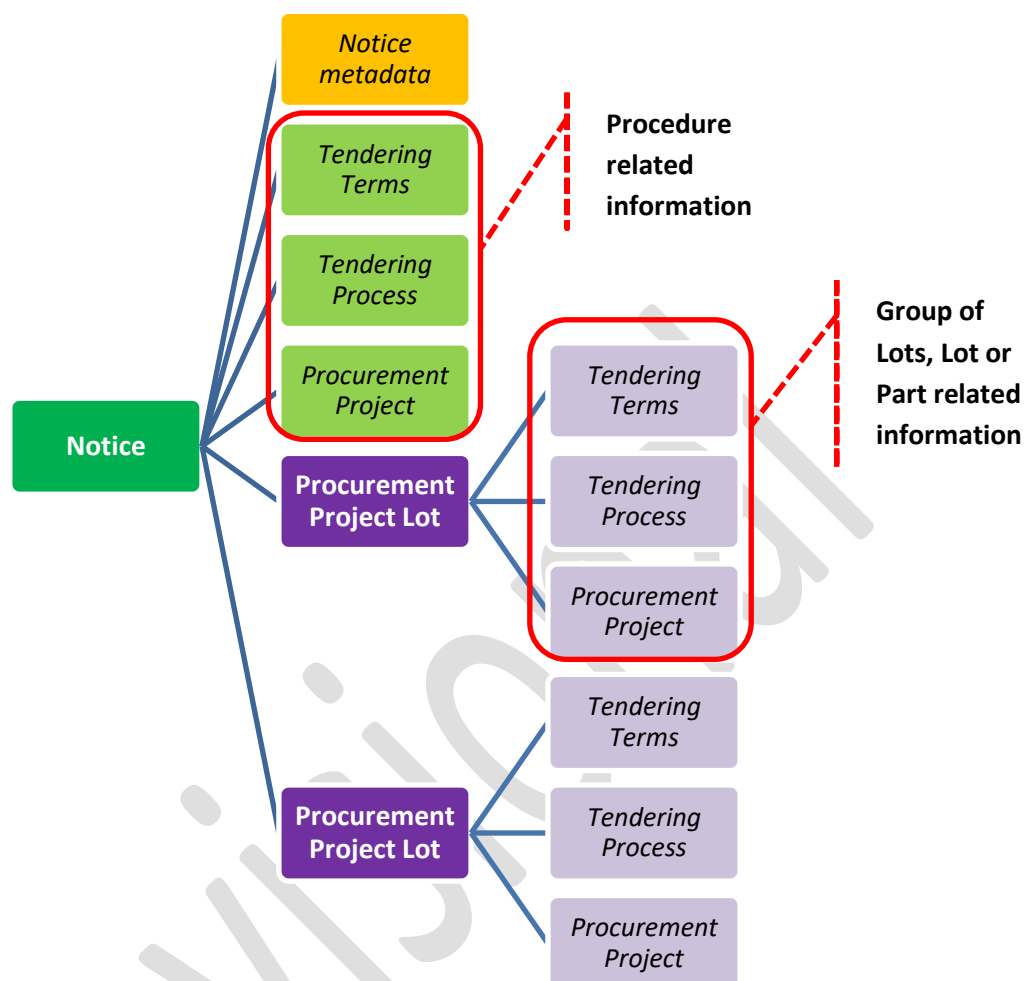 Notice
metadata
Tendering
Terms
Tendering
Process
Procurement
Project
Procedure
related
information
Notice
Procurement
Project Lot
Tendering
Terms
Tendering
Process
Procurement
Project
Group of
Lots, Lot or
Part related
information
Procurement
Project Lot
Tendering
Terms
Tendering
Process
Procurement
Project